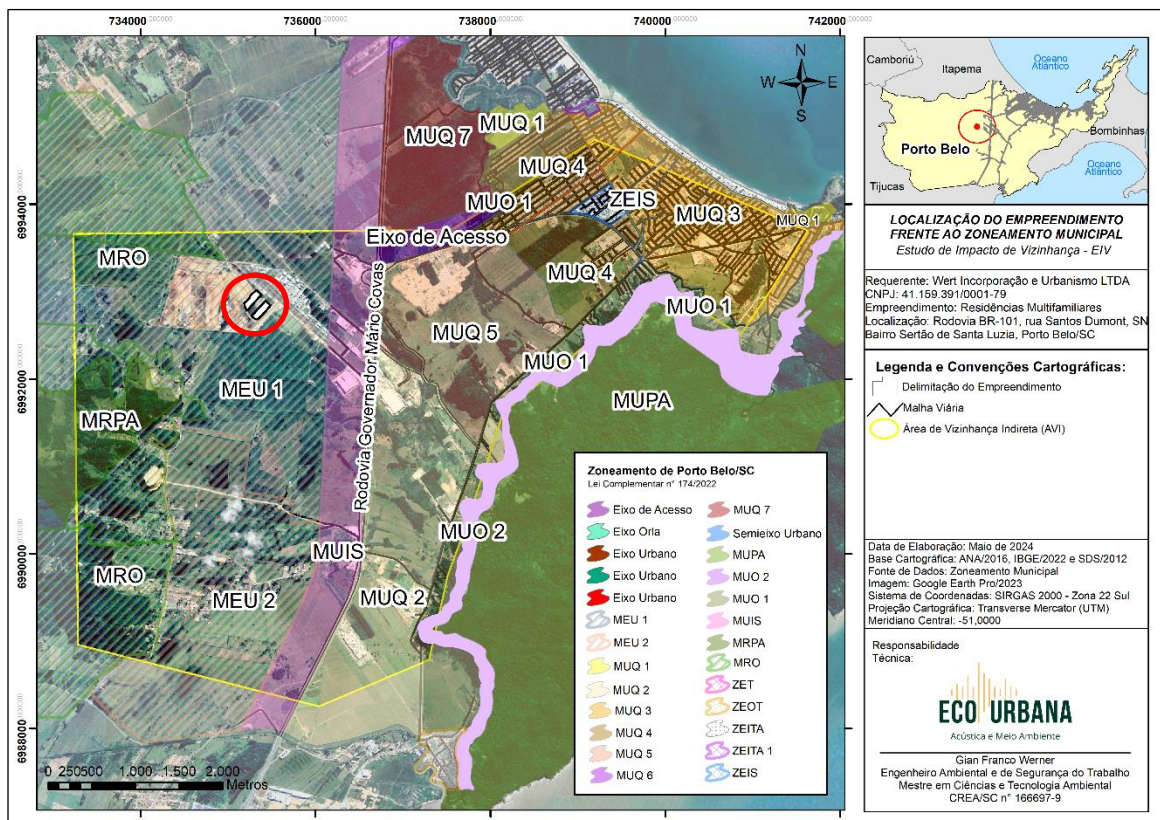 734000,000000
736000,000000
738000,000000
740000,000000
742000,000000
6994000
6992000
6990000
6988000
N
W E
S
MUQ 7
MUQ 1
MUQ 4
MUO 1
ZEIS
MUQ 3
MUQ 1
Eixo de Acesso
MRO
MUQ 4
MUO 1
MUQ 5
Rodovia Governador Mário Covas
MUO 1
MEU 1
MRPA
MUPA
MUO 2
MUIS
MRO
MEU 2
MUQ 2
0 250500 1.000 1.500 2.000
Metros
Zoneamento de Porto Belo/SC
Lei Complementar n° 174/2022
Eixo de Acesso
Eixo Orla
Eixo Urbano
Eixo Urbano
Eixo Urbano
MEU 1
MEU 2
MUQ 1
MUQ 2
MUQ 3
MUQ 4
MUQ 5
MUQ 6
MUQ 7
Semieixo Urbano
MUPA
MUO 2
MUO 1
MUIS
MRPA
MRO
ZET
ZEOT
ZEITA
ZEITA 1
ZEIS
Camboriú
Itapema
Oceano
Atlântico
Bombinhas
Porto Belo
Oceano
Atlântico
Tijucas
LOCALIZAÇÃO DO EMPREENDIMENTO
FRENTE AO ZONEAMENTO MUNICIPAL
Estudo de Impacto de Vizinhança - EIV
Requerente: Wert Incorporação e Urbanismo LTDA
CNPJ: 41.159.391/0001-79
Empreendimento: Residências Multifamiliares
Localização: Rodovia BR-101, rua Santos Dumont, SN
Bairro Sertão de Santa Luzia, Porto Belo/SC
Legenda e Convenções Cartográficas:
Delimitação do Empreendimento
Malha Viária
Área de Vizinhança Indireta (AVI)
Data de Elaboração: Maio de 2024
Base Cartográfica: ANA/2016, IBGE/2022 e SDS/2012
Fonte de Dados: Zoneamento Municipal
Imagem: Google Earth Pro/2023
Sistema de Coordenadas: SIRGAS 2000 - Zona 22 Sul
Projeção Cartográfica: Transverse Mercator (UTM)
Meridiano Central: -51,0000
Responsabilidade
Técnica:
ECO URBANA
Acústica e Meio Ambiente
Gian Franco Werner
Engenheiro Ambiental e de Segurança do Trabalho
Mestre em Ciências e Tecnologia Ambiental
CREA/SC n° 166697-9